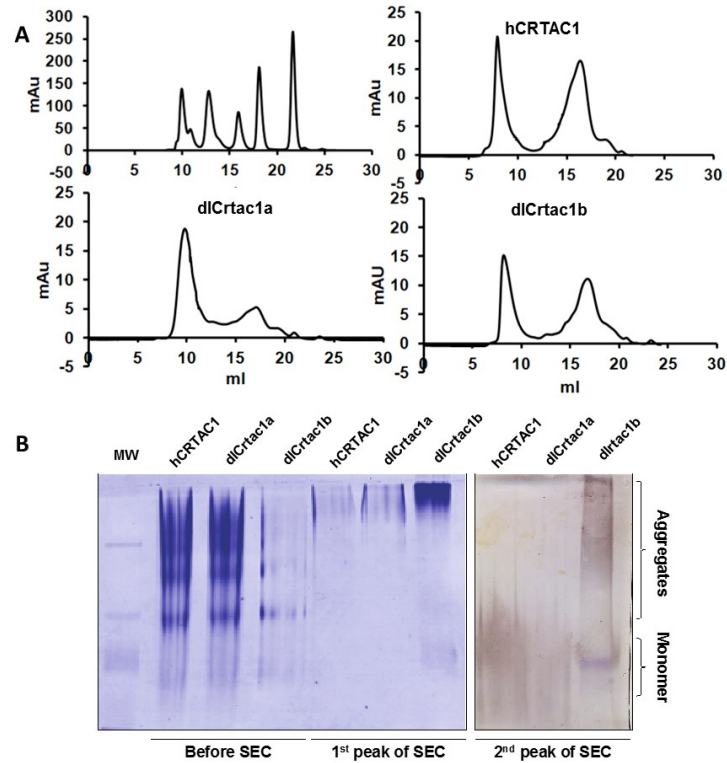 A
300
250
200
150
100
50
0
-50
mAu
0 5 10 15 20 25 30
hCRTAC1
25
20
15
10
5
0
-5
mAu
0 5 10 15 20 25 30
dlCrtac1a
25
20
15
10
5
0
-5
mAu
0 5 10 15 20 25 30
ml
dlCrtac1b
25
20
15
10
5
0
-5
mAU
0 5 10 15 20 25 30
ml
B
MW hCRTAC1 dlCrtac1a dlCrtac1b hCRTAC1 dlCrtac1a dlCrtac1b hCRTAC1 dlCrtac1a dlrtac1b
Aggregates
Monomer
Before SEC 1st peak of SEC 2nd peak of SEC